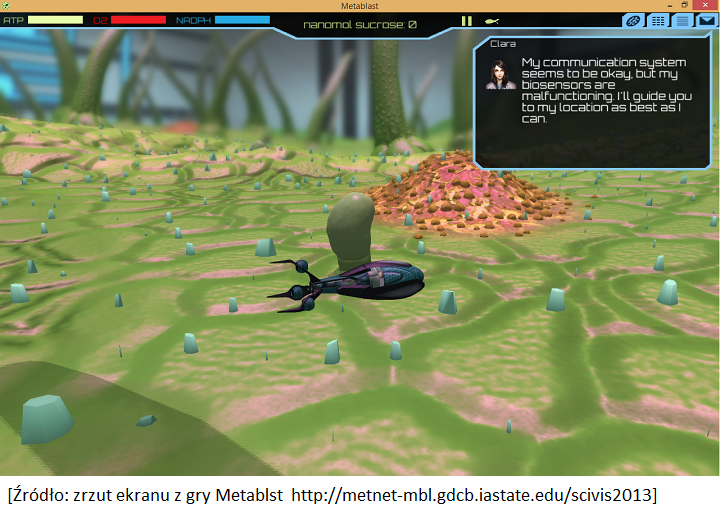 Metablast
ATP O2 NADPH nanomol sucrose: 0
Clara
My communication system
seems to be okay, but my
biosensors are
malfunctioning. I'll guide you
to my location as best as I
can.
[Źródło: zrzut ekranu z gry Metablst http://metnet-mbl.gdcb.iastate.edu/scivis2013]